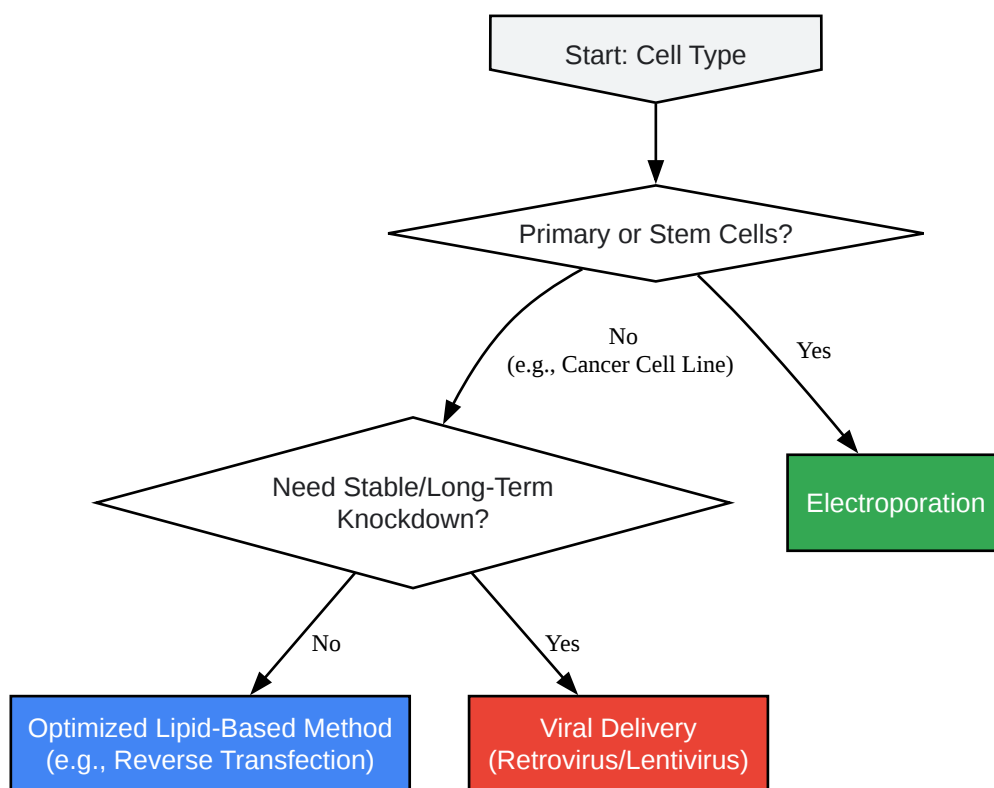 Start: Cell Type
Primary or Stem Cells?
No
(e.g., Cancer Cell Line)
Yes
Need Stable/Long-Term
Knockdown?
Electroporation
No
Yes
Optimized Lipid-Based Method
(e.g., Reverse Transfection)
Viral Delivery
(Retrovirus/Lentivirus)